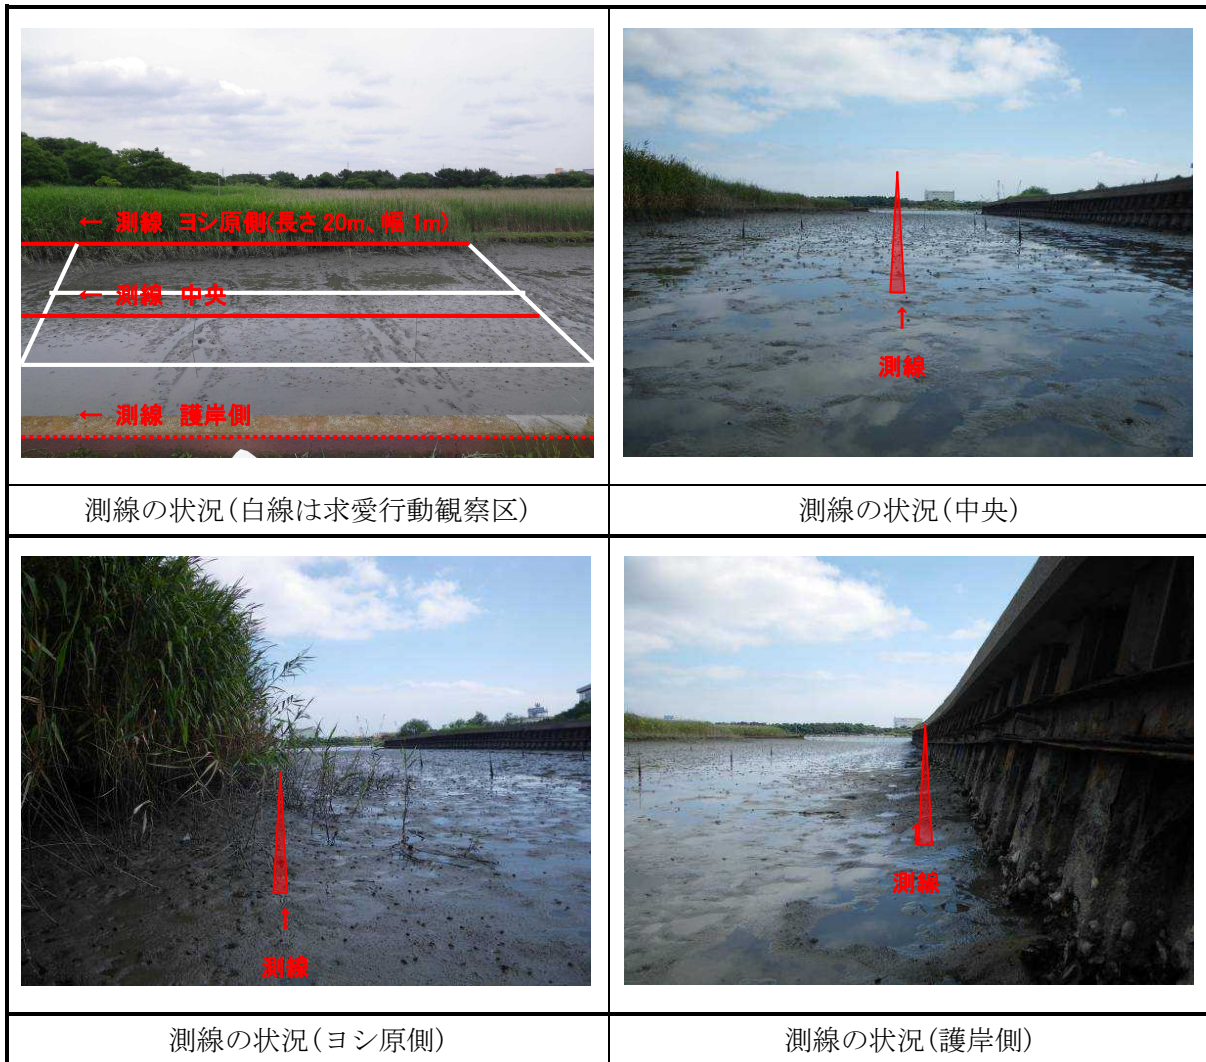 ← 測線 ヨシ原側(長さ20m、幅1m)
← 測線 中央
← 測線 護岸側
↑
測線
測線の状況(白線は求愛行動観察区)
測線の状況(中央)
↑
測線
↑
測線
測線の状況(ヨシ原側)
測線の状況(護岸側)